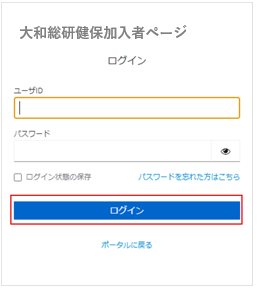 大和総研健保加入者ページ
ログイン
ユーザID
パスワード
ログイン状態の保存 パスワードを忘れた方はこちら
ログイン
ポータルに戻る